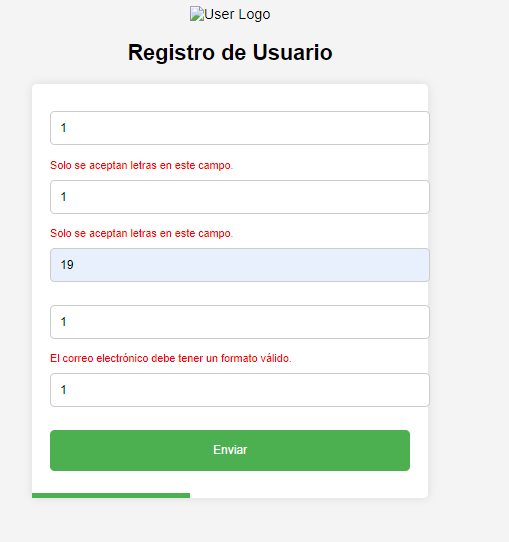 User Logo
Registro de Usuario
1
Solo se aceptan letras en este campo.
1
Solo se aceptan letras en este campo.
19
1
El correo electrónico debe tener un formato válido.
1
Enviar